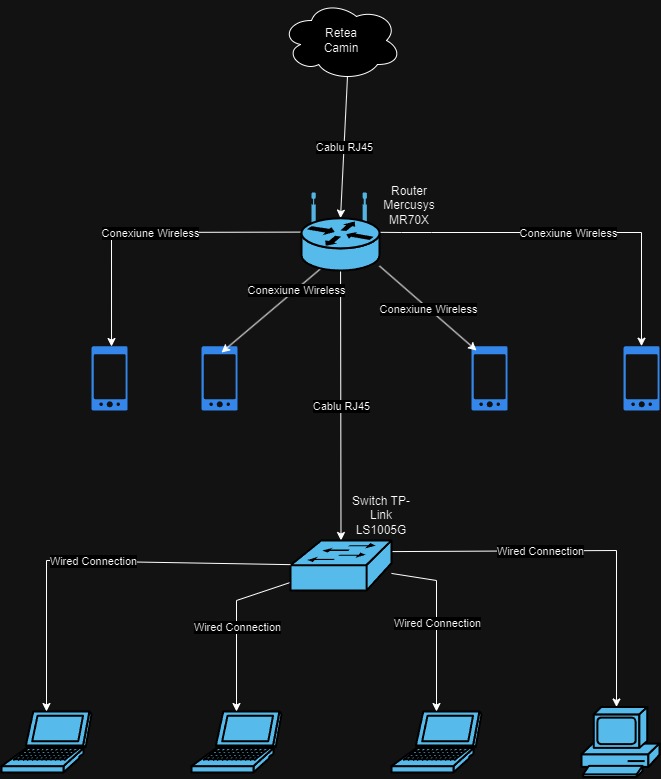 Retea
Camin
Cablu RJ45
Router
Mercusys
MR70X
Conexiune Wireless
Conexiune Wireless
Conexiune Wireless
Conexiune Wireless
Cablu RJ45
Switch TP-
Link
LS1005G
Wired Connection
Wired Connection
Wired Connection
Wired Connection